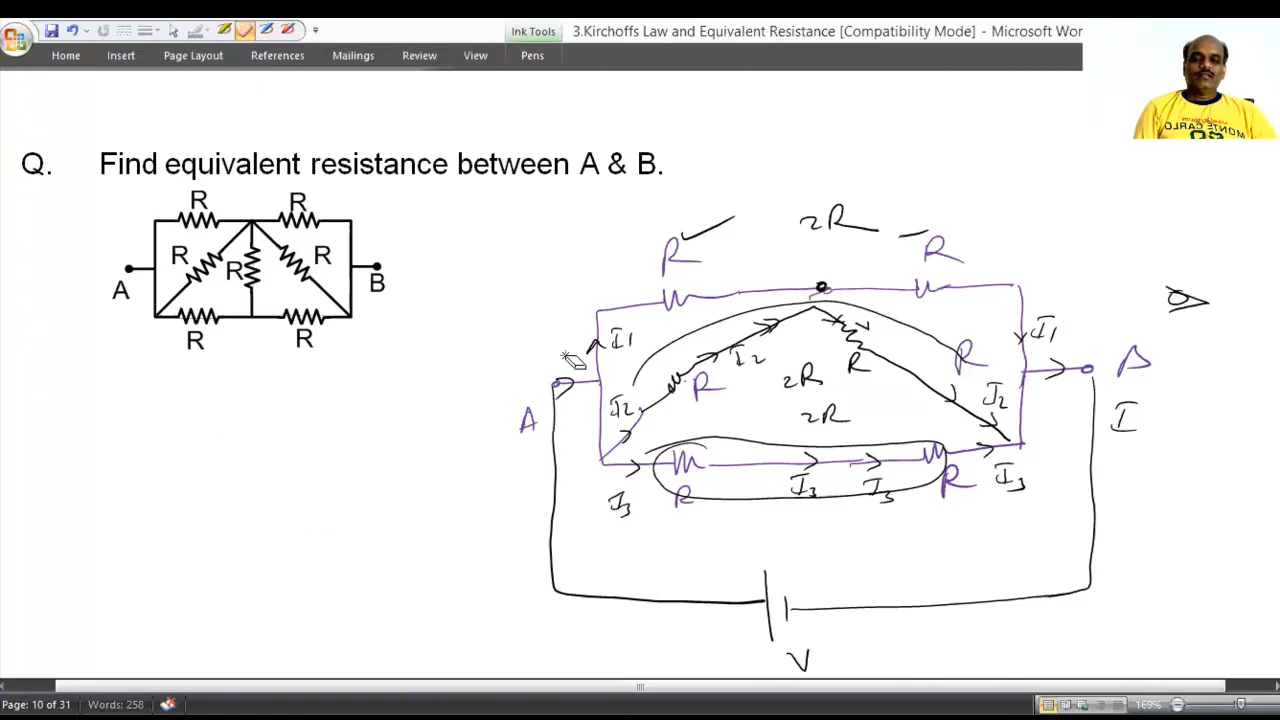 Ink Tools
3.Kirchoffs Law and Equivalent Resistance [Compatibility Mode] - Microsoft Wor
Home Insert Page Layout References Mailings Review View Pens
MONTE CARLO
Q. Find equivalent resistance between A & B.
R R
R R R
A B
R R
2R
R R
I1 I1
I2 R R
R 2R I2
I2 2R
A B
I
R R
I3 I3 I3 I3
V
Page: 10 of 31 Words: 258 169%